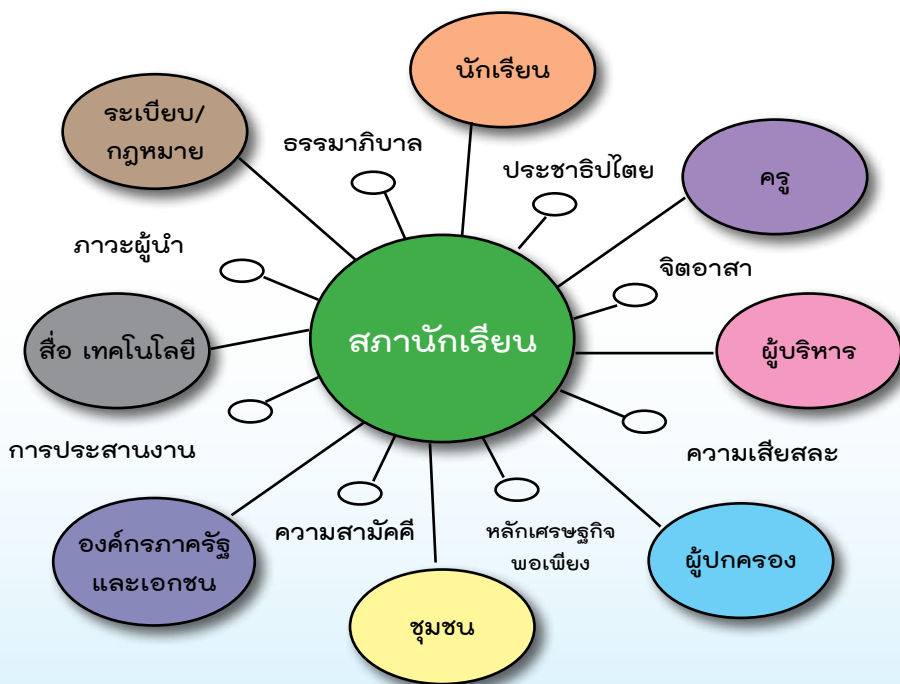 นักเรียน
ระเบียบ/
กฎหมาย
ธรรมาภิบาล
ประชาธิปไตย
ครู
ภาวะผู้นำ
จิตอาสา
สื่อ เทคโนโลยี
สภานักเรียน
ผู้บริหาร
การประสานงาน
ความเสียสละ
องค์กรภาครัฐ
และเอกชน
ความสามัคคี
หลักเศรษฐกิจ
พอเพียง
ผู้ปกครอง
ชุมชน